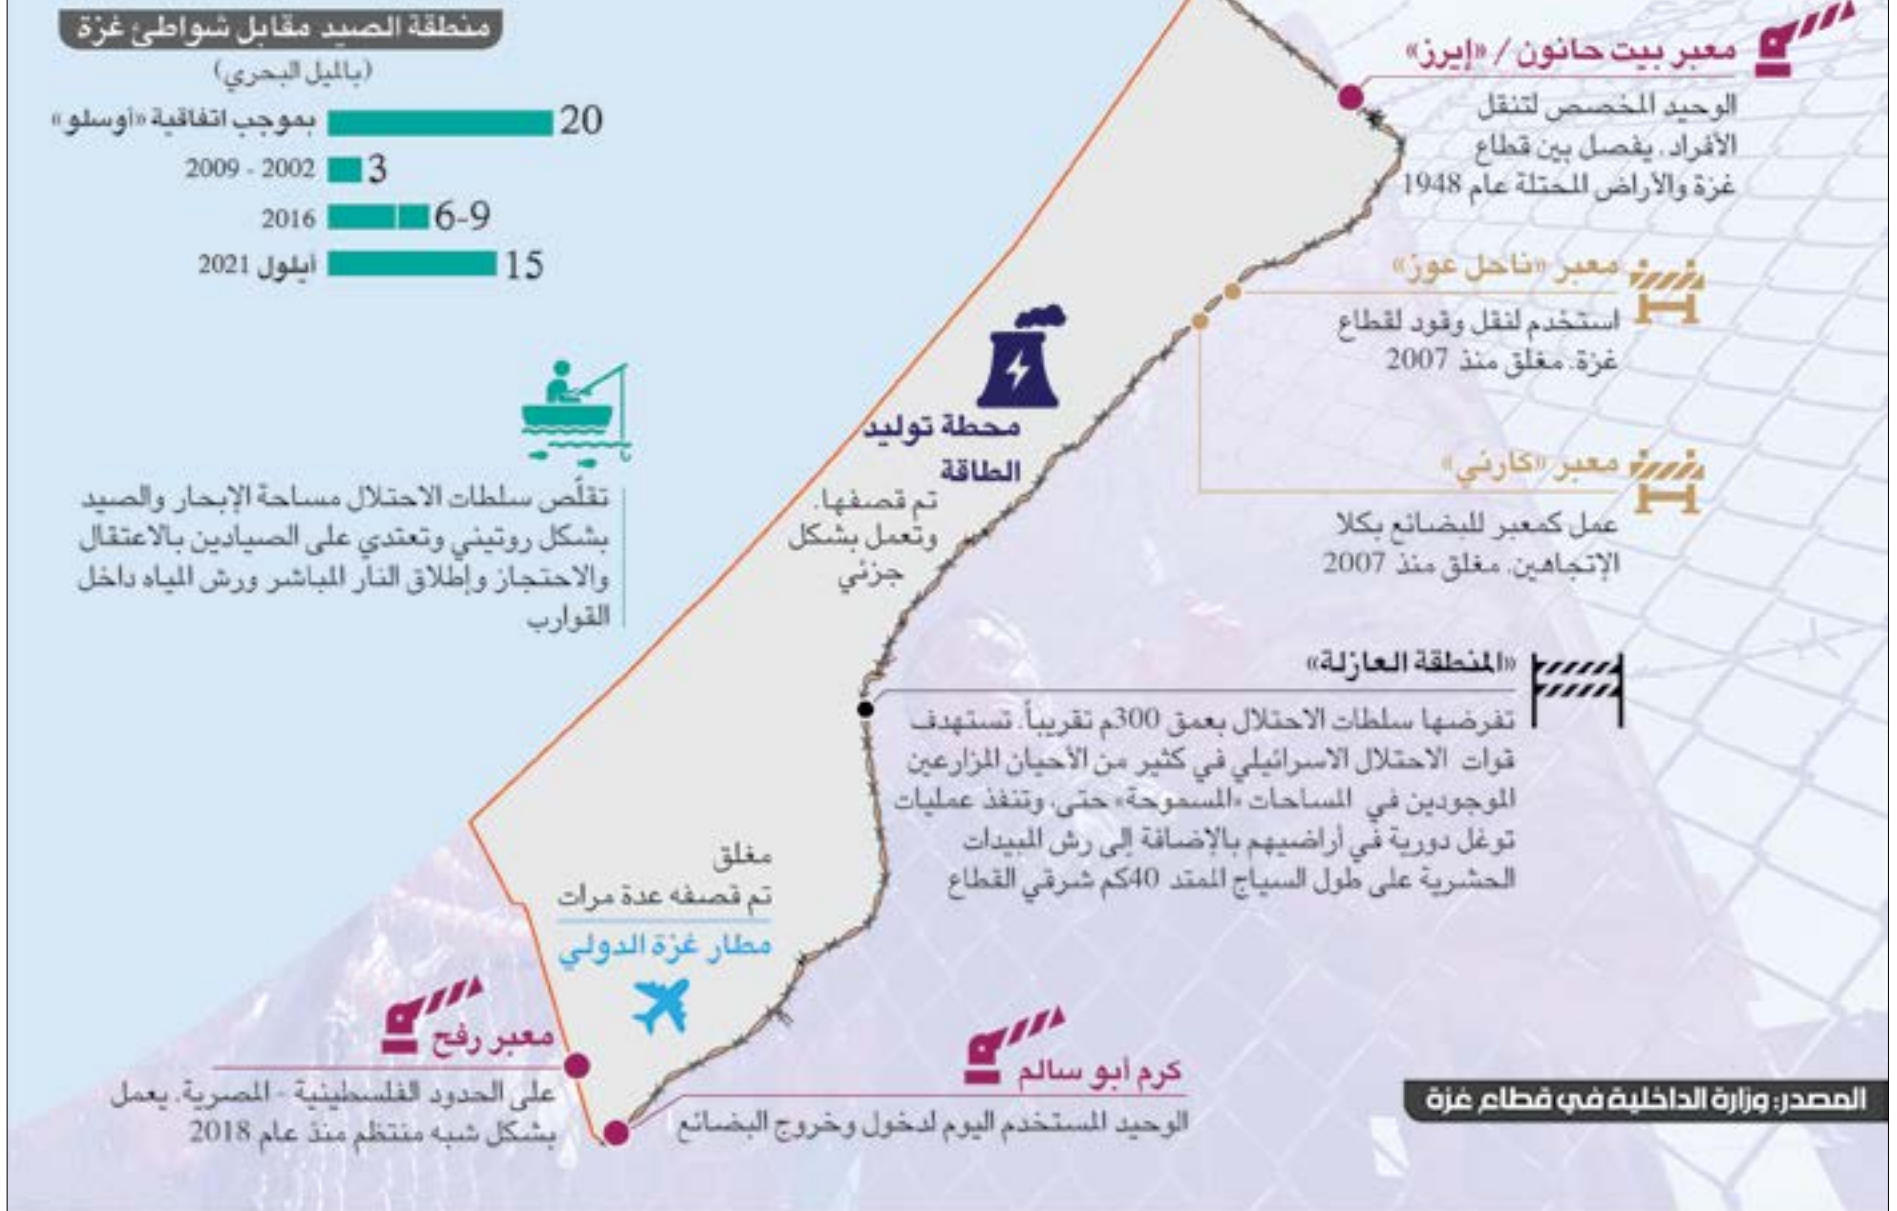 منطقة الصيد مقابل شواطئ غزة
(بالميل البحري)
بموجب اتفاقية «أوسلو» 20
2002 - 2009 3
2016 6-9
أيلول 2021 15
تقلّص سلطات الاحتلال مساحة الإبحار والصيد
بشكل روتيني وتعتدي على الصيادين بالاعتقال
والاحتجاز وإطلاق النار المباشر ورش المياه داخل
القوارب
معبر بيت حانون / «إيرز»
الوحيد المخصص لتنقل
الأفراد. يفصل بين قطاع
غزة والأراض المحتلة عام 1948
معبر «ناحل عوز»
استخدم لنقل وقود لقطاع
غزة. مغلق منذ 2007
معبر «كارني»
عمل كمعبر للبضائع بكلا
الإتجاهين. مغلق منذ 2007
محطة توليد
الطاقة
تم قصفها.
وتعمل بشكل
جزئي
«المنطقة العازلة»
تفرضها سلطات الاحتلال بعمق 300م تقريباً. تستهدف
قوات الاحتلال الاسرائيلي في كثير من الأحيان المزارعين
الموجودين في المساحات «المسموحة» حتى، وتنفذ عمليات
توغل دورية في أراضيهم بالإضافة إلى رش المبيدات
الحشرية على طول السياج الممتد 40كم شرقي القطاع
مغلق
تم قصفه عدة مرات
مطار غزة الدولي
معبر رفح
على الحدود الفلسطينية - المصرية. يعمل
بشكل شبه منتظم منذ عام 2018
كرم أبو سالم
الوحيد المستخدم اليوم لدخول وخروج البضائع
المصدر: وزارة الداخلية في قطاع غزة